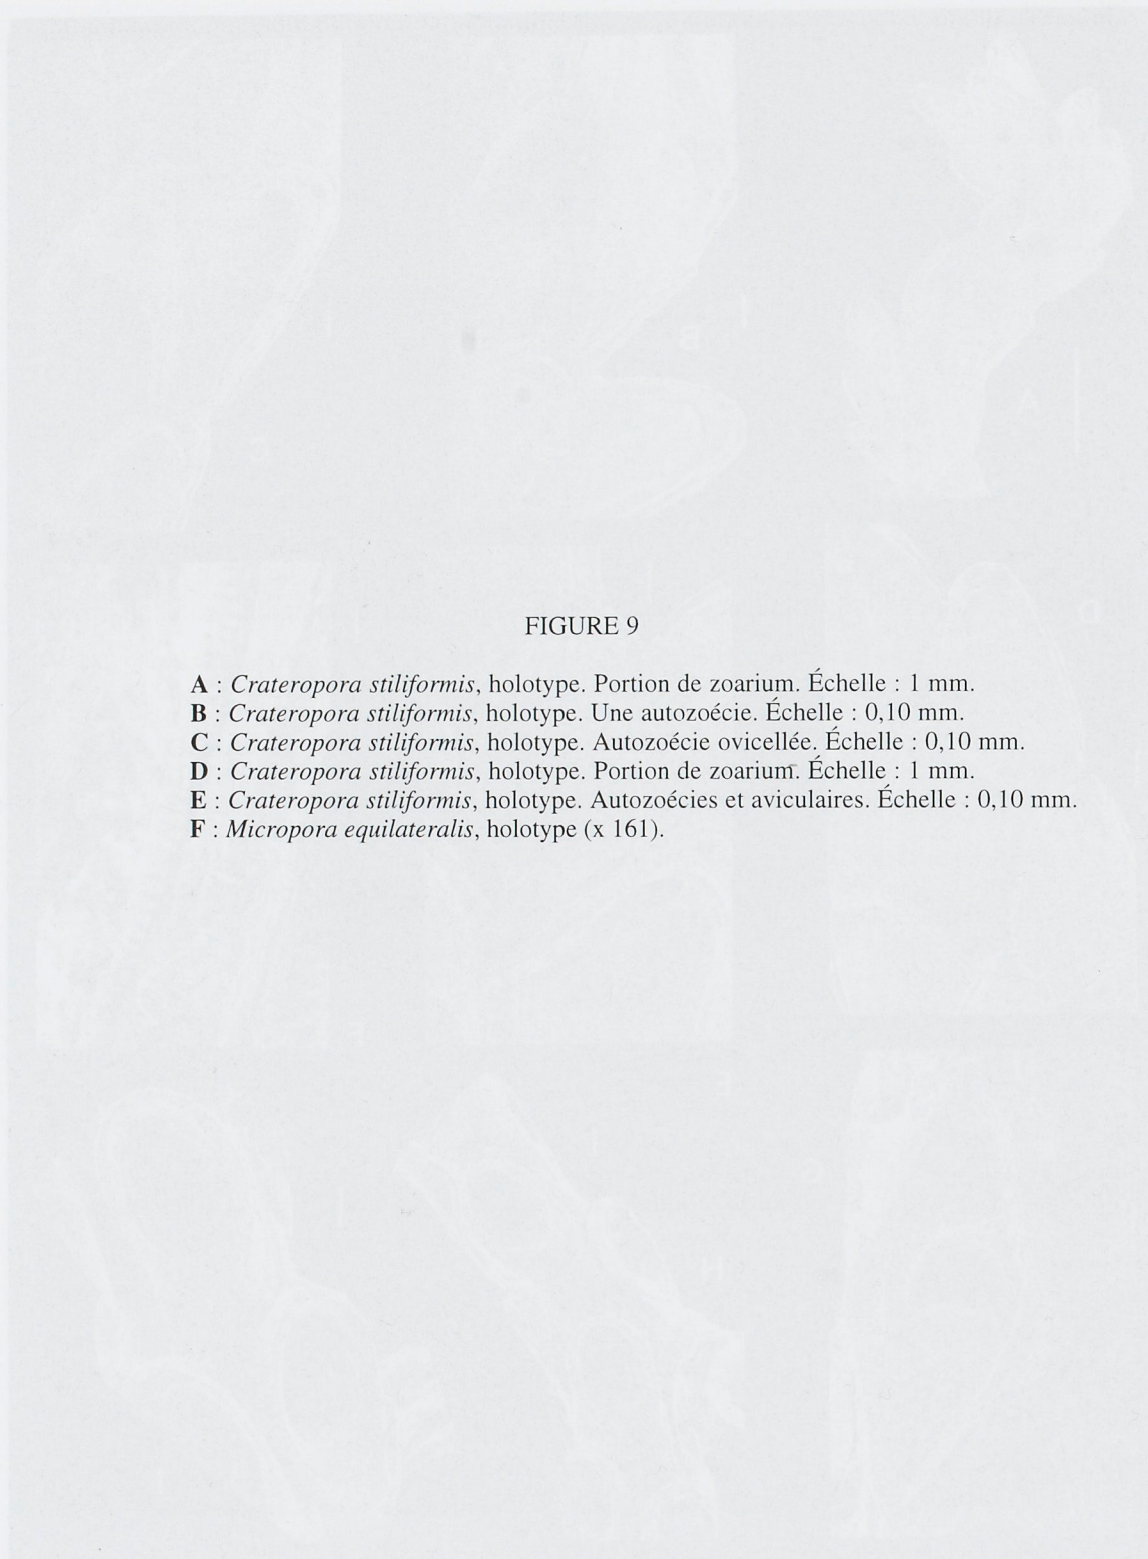 FIGURE 9
A : Crateropora stiliformis, holotype. Portion de zoarium. Échelle : 1 mm.
B : Crateropora stiliformis, holotype. Une autozoécie. Échelle : 0,10 mm.
C : Crateropora stiliformis, holotype. Autozoécie ovicellée. Échelle : 0,10 mm.
D : Crateropora stiliformis, holotype. Portion de zoarium. Échelle : 1 mm.
E : Crateropora stiliformis, holotype. Autozoécies et aviculaires. Échelle : 0,10 mm.
F : Micropora equilateralis, holotype (x 161).